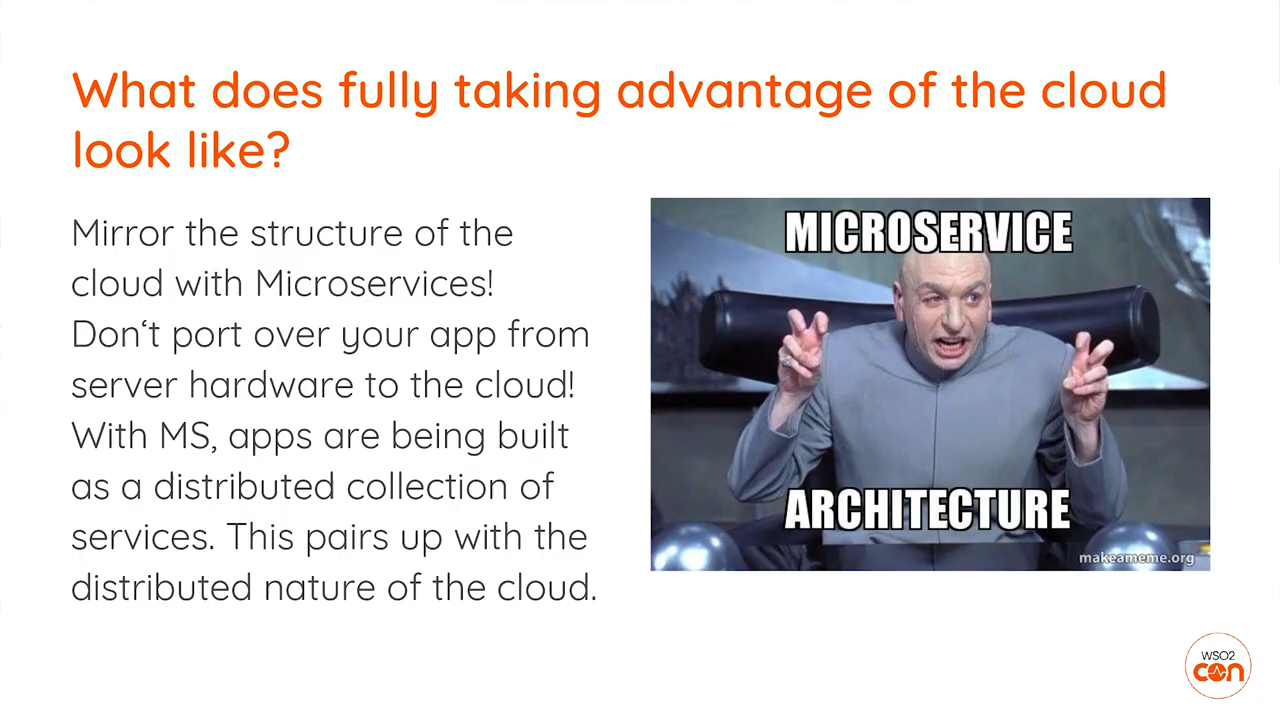 What does fully taking advantage of the cloud
look like?
Mirror the structure of the
cloud with Microservices!
Don‘t port over your app from
server hardware to the cloud!
With MS, apps are being built
as a distributed collection of
services. This pairs up with the
distributed nature of the cloud.
MICROSERVICE
ARCHITECTURE
makeameme.org
WSO2
con